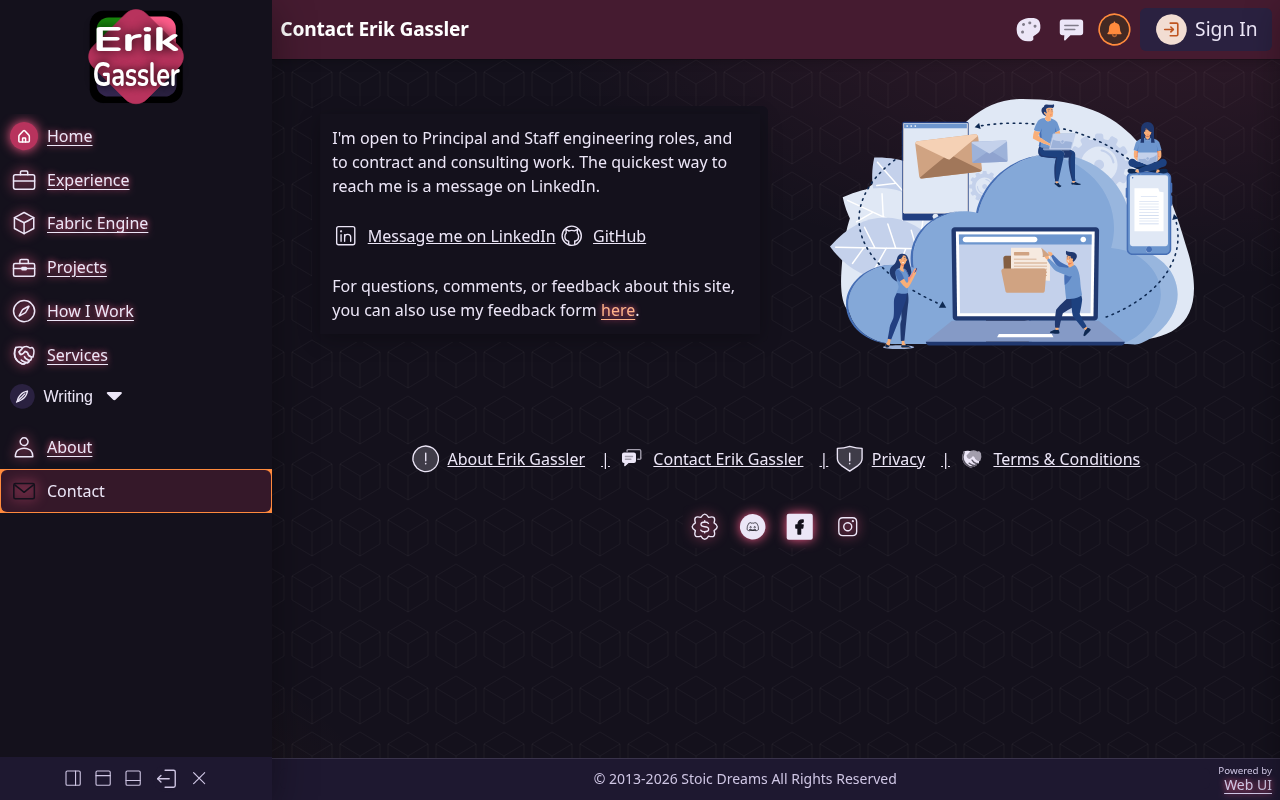 Erik
Gassler
Home
Experience
Fabric Engine
Projects
How I Work
Services
Writing
About
Contact
Contact Erik Gassler
Sign In
I'm open to Principal and Staff engineering roles, and
to contract and consulting work. The quickest way to
reach me is a message on LinkedIn.
Message me on LinkedIn GitHub
For questions, comments, or feedback about this site,
you can also use my feedback form here.
About Erik Gassler | Contact Erik Gassler | Privacy | Terms & Conditions
© 2013-2026 Stoic Dreams All Rights Reserved
Powered by
Web UI